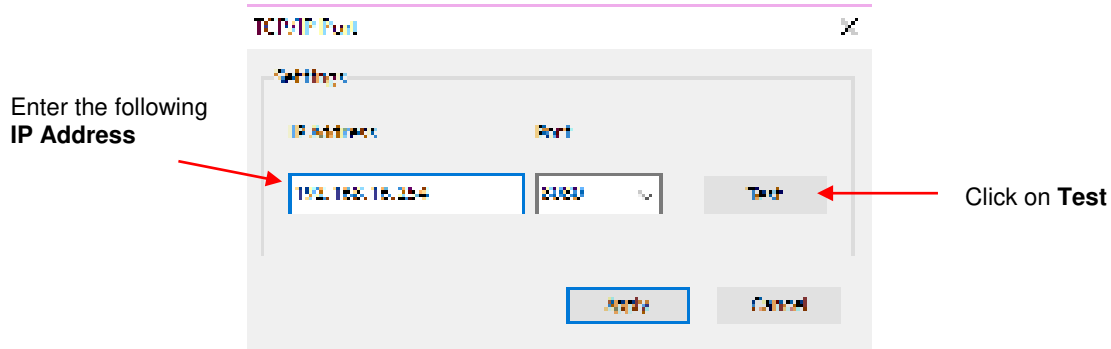 TCP/IP Port
Settings
Enter the following
IP Address
IP Address Port
192.168.16.254 Test
Click on Test
Apply Cancel